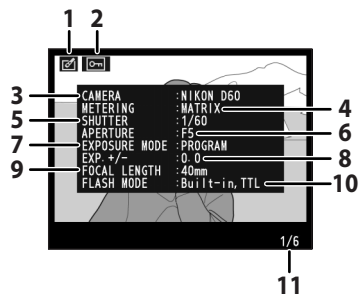 1 2
3 CAMERA :NIKON D60
METERING :MATRIX 4
5 SHUTTER :1/60
APERTURE :F5 6
7 EXPOSURE MODE :PROGRAM
EXP. +/- :0.0 8
9 FOCAL LENGTH :40mm
FLASH MODE :Built-in,TTL 10
1/6
11